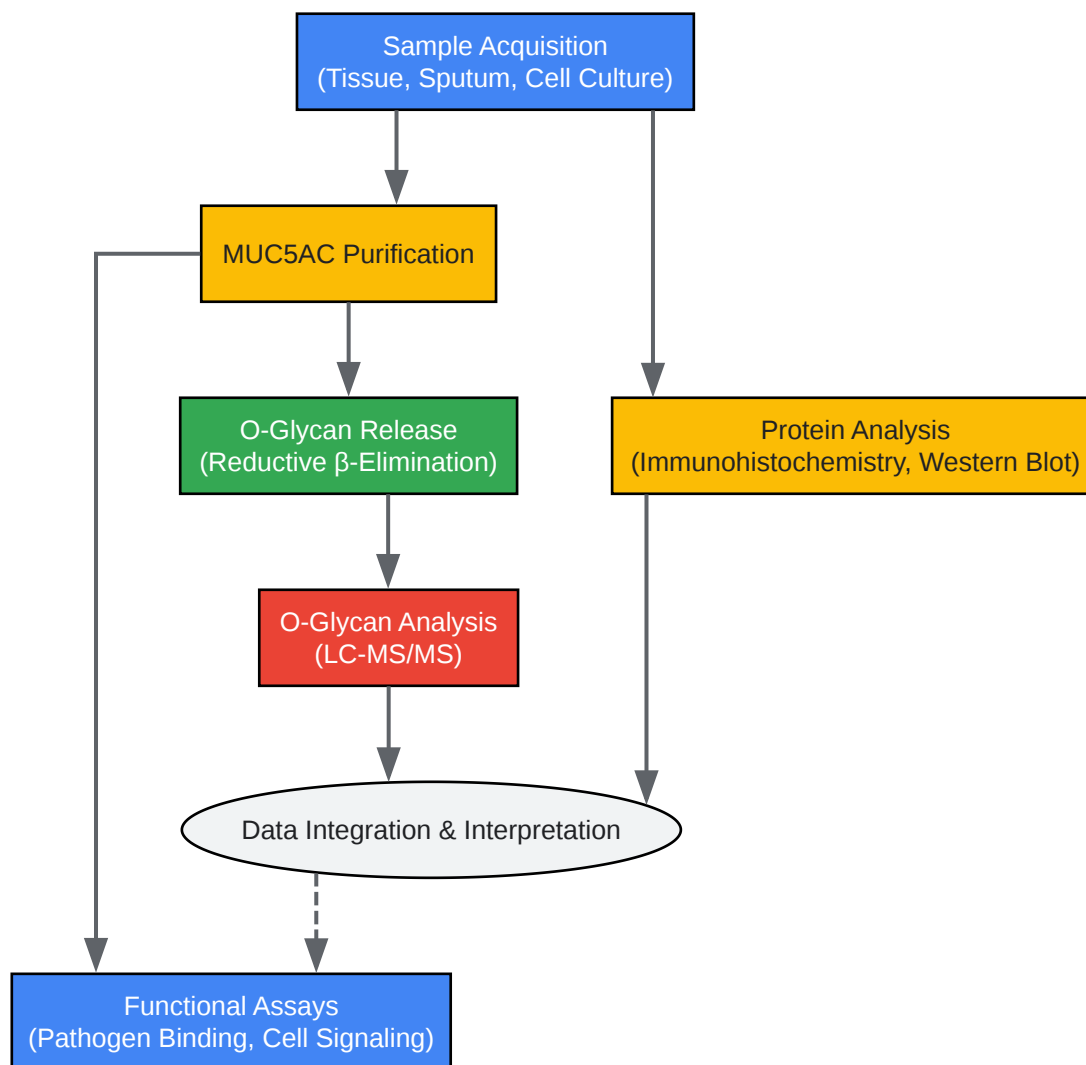 Sample Acquisition
(Tissue, Sputum, Cell Culture)
MUC5AC Purification
O-Glycan Release
(Reductive β-Elimination)
Protein Analysis
(Immunohistochemistry, Western Blot)
O-Glycan Analysis
(LC-MS/MS)
Data Integration & Interpretation
Functional Assays
(Pathogen Binding, Cell Signaling)